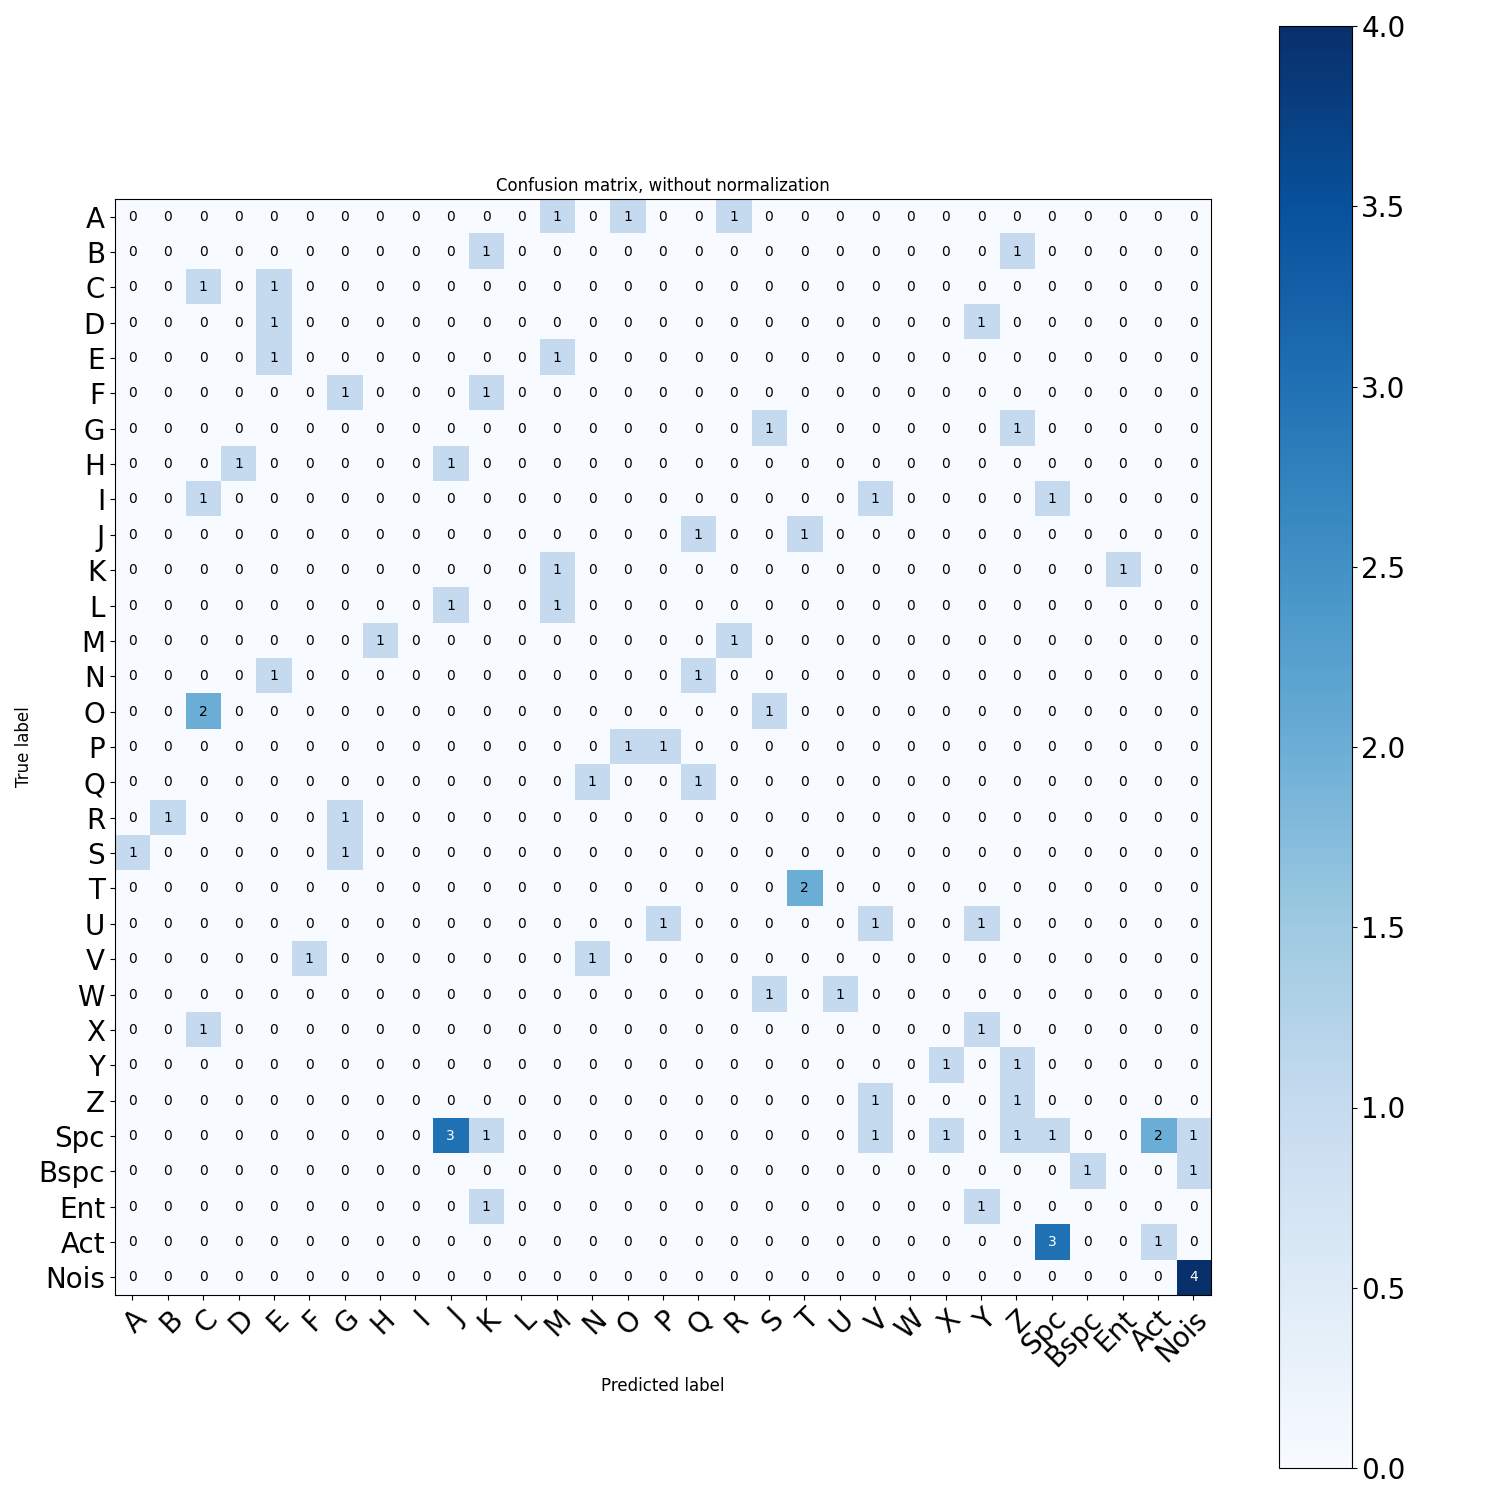 Confusion matrix, without normalization
True label
A 0 0 0 0 0 0 0 0 0 0 0 0 1 0 1 0 0 1 0 0 0 0 0 0 0 0 0 0 0 0 0
B 0 0 0 0 0 0 0 0 0 0 1 0 0 0 0 0 0 0 0 0 0 0 0 0 0 1 0 0 0 0 0
C 0 0 1 0 1 0 0 0 0 0 0 0 0 0 0 0 0 0 0 0 0 0 0 0 0 0 0 0 0 0 0
D 0 0 0 0 1 0 0 0 0 0 0 0 0 0 0 0 0 0 0 0 0 0 0 0 1 0 0 0 0 0 0
E 0 0 0 0 1 0 0 0 0 0 0 0 1 0 0 0 0 0 0 0 0 0 0 0 0 0 0 0 0 0 0
F 0 0 0 0 0 0 1 0 0 0 1 0 0 0 0 0 0 0 0 0 0 0 0 0 0 0 0 0 0 0 0
G 0 0 0 0 0 0 0 0 0 0 0 0 0 0 0 0 0 0 1 0 0 0 0 0 0 1 0 0 0 0 0
H 0 0 0 1 0 0 0 0 0 1 0 0 0 0 0 0 0 0 0 0 0 0 0 0 0 0 0 0 0 0 0
I 0 0 1 0 0 0 0 0 0 0 0 0 0 0 0 0 0 0 0 0 0 1 0 0 0 0 1 0 0 0 0
J 0 0 0 0 0 0 0 0 0 0 0 0 0 0 0 0 1 0 0 1 0 0 0 0 0 0 0 0 0 0 0
K 0 0 0 0 0 0 0 0 0 0 0 0 1 0 0 0 0 0 0 0 0 0 0 0 0 0 0 0 1 0 0
L 0 0 0 0 0 0 0 0 0 1 0 0 1 0 0 0 0 0 0 0 0 0 0 0 0 0 0 0 0 0 0
M 0 0 0 0 0 0 0 1 0 0 0 0 0 0 0 0 0 1 0 0 0 0 0 0 0 0 0 0 0 0 0
N 0 0 0 0 1 0 0 0 0 0 0 0 0 0 0 0 1 0 0 0 0 0 0 0 0 0 0 0 0 0 0
O 0 0 2 0 0 0 0 0 0 0 0 0 0 0 0 0 0 0 1 0 0 0 0 0 0 0 0 0 0 0 0
P 0 0 0 0 0 0 0 0 0 0 0 0 0 0 1 1 0 0 0 0 0 0 0 0 0 0 0 0 0 0 0
Q 0 0 0 0 0 0 0 0 0 0 0 0 0 1 0 0 1 0 0 0 0 0 0 0 0 0 0 0 0 0 0
R 0 1 0 0 0 0 1 0 0 0 0 0 0 0 0 0 0 0 0 0 0 0 0 0 0 0 0 0 0 0 0
S 1 0 0 0 0 0 1 0 0 0 0 0 0 0 0 0 0 0 0 0 0 0 0 0 0 0 0 0 0 0 0
T 0 0 0 0 0 0 0 0 0 0 0 0 0 0 0 0 0 0 0 2 0 0 0 0 0 0 0 0 0 0 0
U 0 0 0 0 0 0 0 0 0 0 0 0 0 0 0 1 0 0 0 0 0 1 0 0 1 0 0 0 0 0 0
V 0 0 0 0 0 1 0 0 0 0 0 0 0 1 0 0 0 0 0 0 0 0 0 0 0 0 0 0 0 0 0
W 0 0 0 0 0 0 0 0 0 0 0 0 0 0 0 0 0 0 1 0 1 0 0 0 0 0 0 0 0 0 0
X 0 0 1 0 0 0 0 0 0 0 0 0 0 0 0 0 0 0 0 0 0 0 0 0 1 0 0 0 0 0 0
Y 0 0 0 0 0 0 0 0 0 0 0 0 0 0 0 0 0 0 0 0 0 0 0 1 0 1 0 0 0 0 0
Z 0 0 0 0 0 0 0 0 0 0 0 0 0 0 0 0 0 0 0 0 0 1 0 0 0 1 0 0 0 0 0
Spc 0 0 0 0 0 0 0 0 0 3 1 0 0 0 0 0 0 0 0 0 0 1 0 1 0 1 1 0 0 2 1
Bspc 0 0 0 0 0 0 0 0 0 0 0 0 0 0 0 0 0 0 0 0 0 0 0 0 0 0 0 1 0 0 1
Ent 0 0 0 0 0 0 0 0 0 0 1 0 0 0 0 0 0 0 0 0 0 0 0 0 1 0 0 0 0 0 0
Act 0 0 0 0 0 0 0 0 0 0 0 0 0 0 0 0 0 0 0 0 0 0 0 0 0 0 3 0 0 1 0
Nois 0 0 0 0 0 0 0 0 0 0 0 0 0 0 0 0 0 0 0 0 0 0 0 0 0 0 0 0 0 0 4
A B C D E F G H I J K L M N O P Q R S T U V W X Y Z Spc Bspc Ent Act Nois
Predicted label
4.0
3.5
3.0
2.5
2.0
1.5
1.0
0.5
0.0